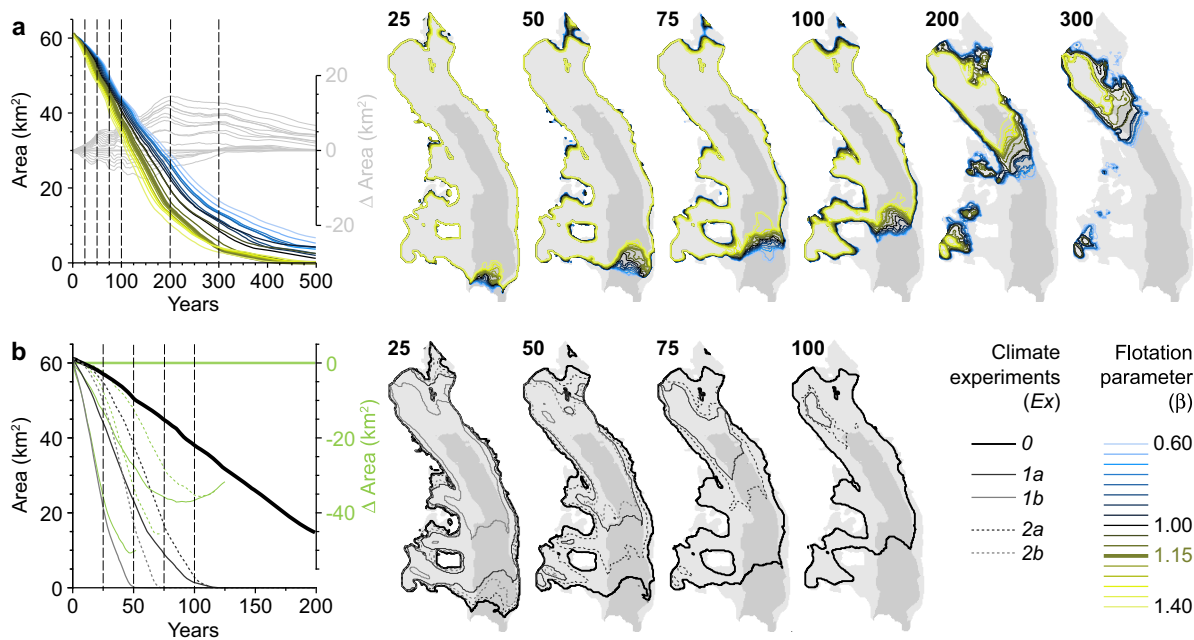 a
60
40
20
0
Area (km²)
0 100 200 300 400 500
Years
20
0
-20
Δ Area (km²)
25
50
75
100
200
300
b
60
40
20
0
Area (km²)
0 50 100 150 200
Years
0
-20
-40
Δ Area (km²)
25
50
75
100
Climate
experiments
(Ex)
0
1a
1b
2a
2b
Flotation
parameter
(β)
0.60
1.00
1.15
1.40